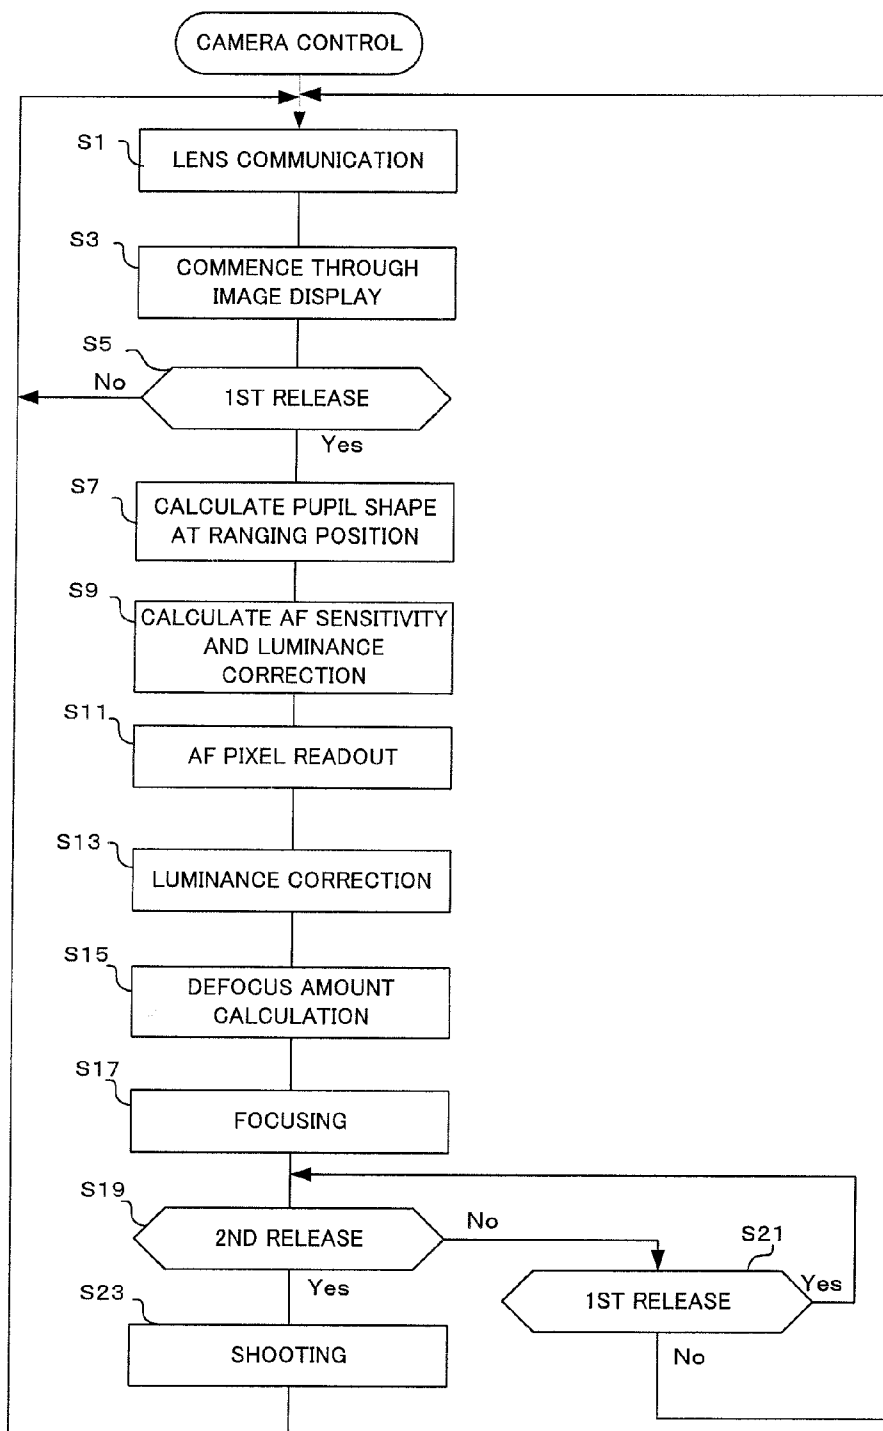 CAMERA CONTROL
S1
LENS COMMUNICATION
S3
COMMENCE THROUGH
IMAGE DISPLAY
S5
No
1ST RELEASE
Yes
S7
CALCULATE PUPIL SHAPE
AT RANGING POSITION
S9
CALCULATE AF SENSITIVITY
AND LUMINANCE
CORRECTION
S11
AF PIXEL READOUT
S13
LUMINANCE CORRECTION
S15
DEFOCUS AMOUNT
CALCULATION
S17
FOCUSING
S19
2ND RELEASE
No
Yes
S21
1ST RELEASE
Yes
No
S23
SHOOTING